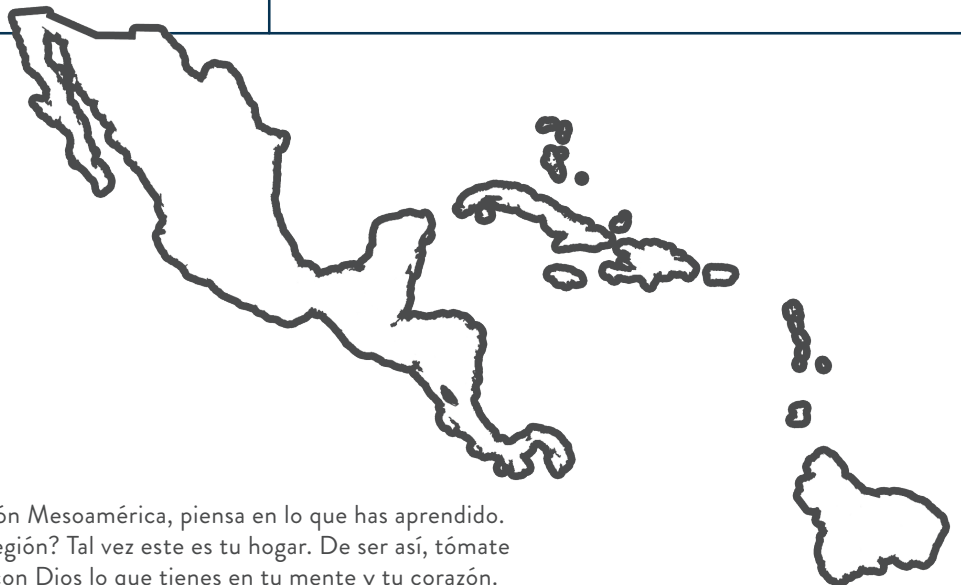 ón Mesoamérica, piensa en lo que has aprendido.
egión? Tal vez este es tu hogar. De ser así, tómate
con Dios lo que tienes en tu mente y tu corazón.